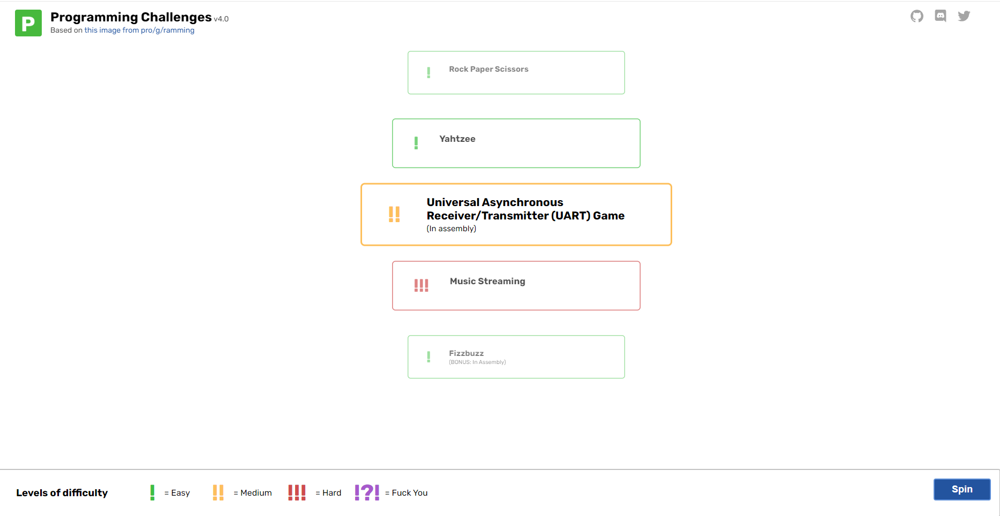 P
Programming Challenges v4.0
Based on this image from pro/g/ramming
! Rock Paper Scissors
! Yahtzee
!! Universal Asynchronous
Receiver/Transmitter (UART) Game
(In assembly)
!!! Music Streaming
! Fizzbuzz
(BONUS: In Assembly)
Levels of difficulty ! = Easy !! = Medium !!! = Hard !?! = Fuck You
Spin